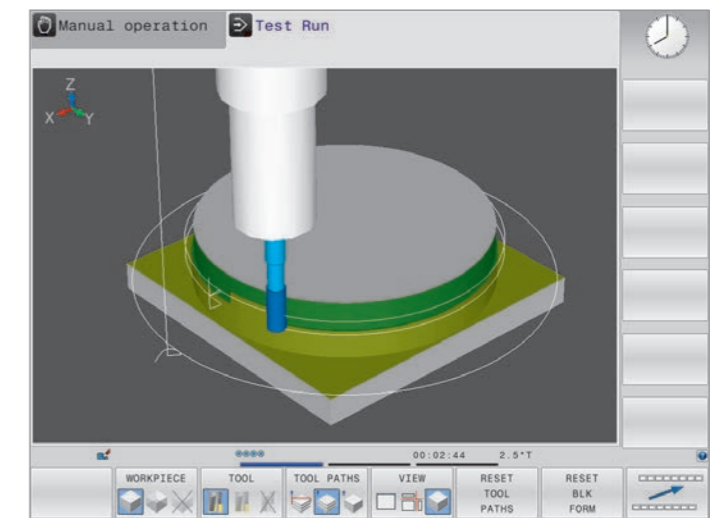 Manual operation
Test Run
Z
X
Y
00:02:44 2.5*T
WORKPIECE
TOOL
TOOL PATHS
VIEW
RESET
TOOL
PATHS
RESET
BLK
FORM